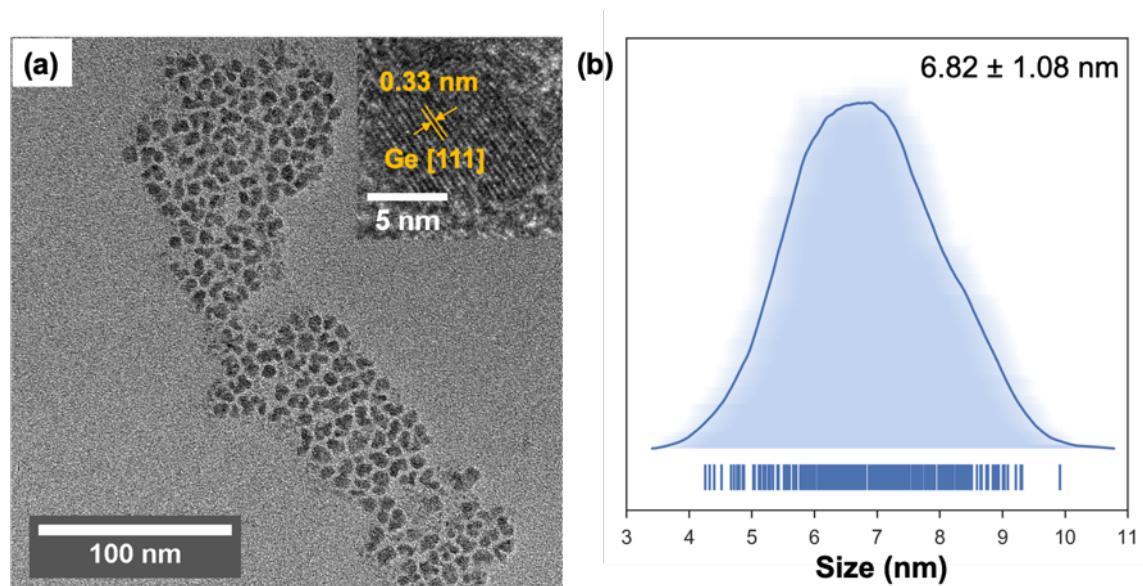 (a)
0.33 nm
Ge [111]
5 nm
100 nm
(b)
6.82 ± 1.08 nm
3 4 5 6 7 8 9 10 11
Size (nm)